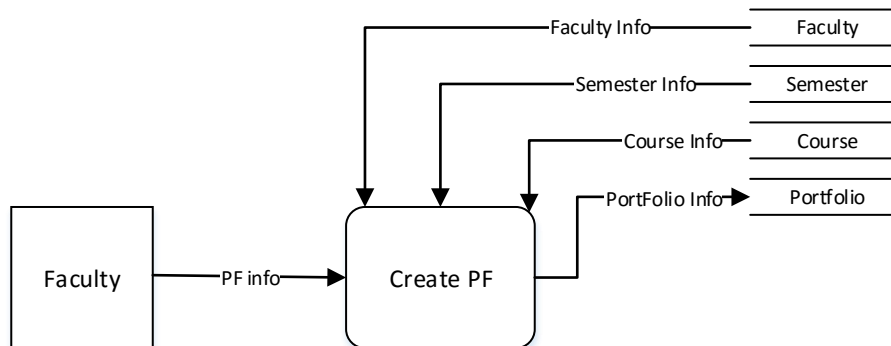 Faculty Info
Faculty
Semester Info
Semester
Course Info
Course
PortFolio Info
Portfolio
Faculty
PF info
Create PF